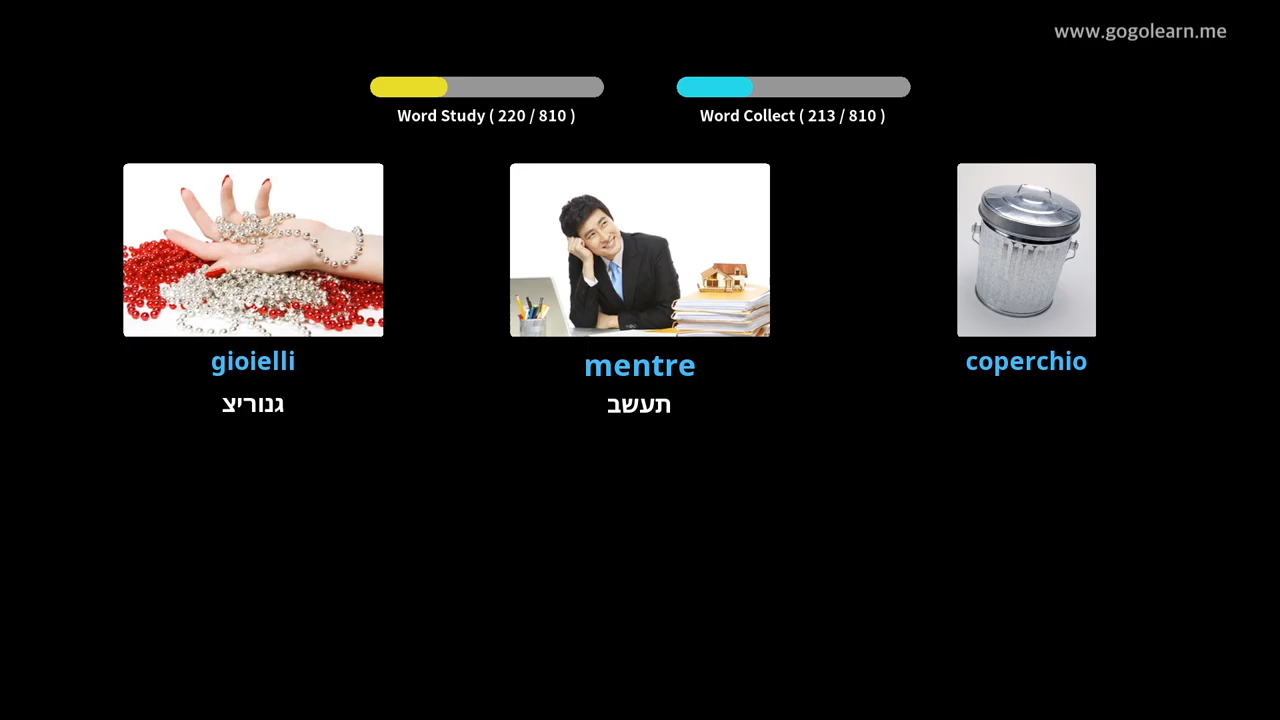 www.gogolearn.me
Word Study ( 220 / 810 )
Word Collect ( 213 / 810 )
gioielli
mentre
coperchio
גנוריצ
תעשב